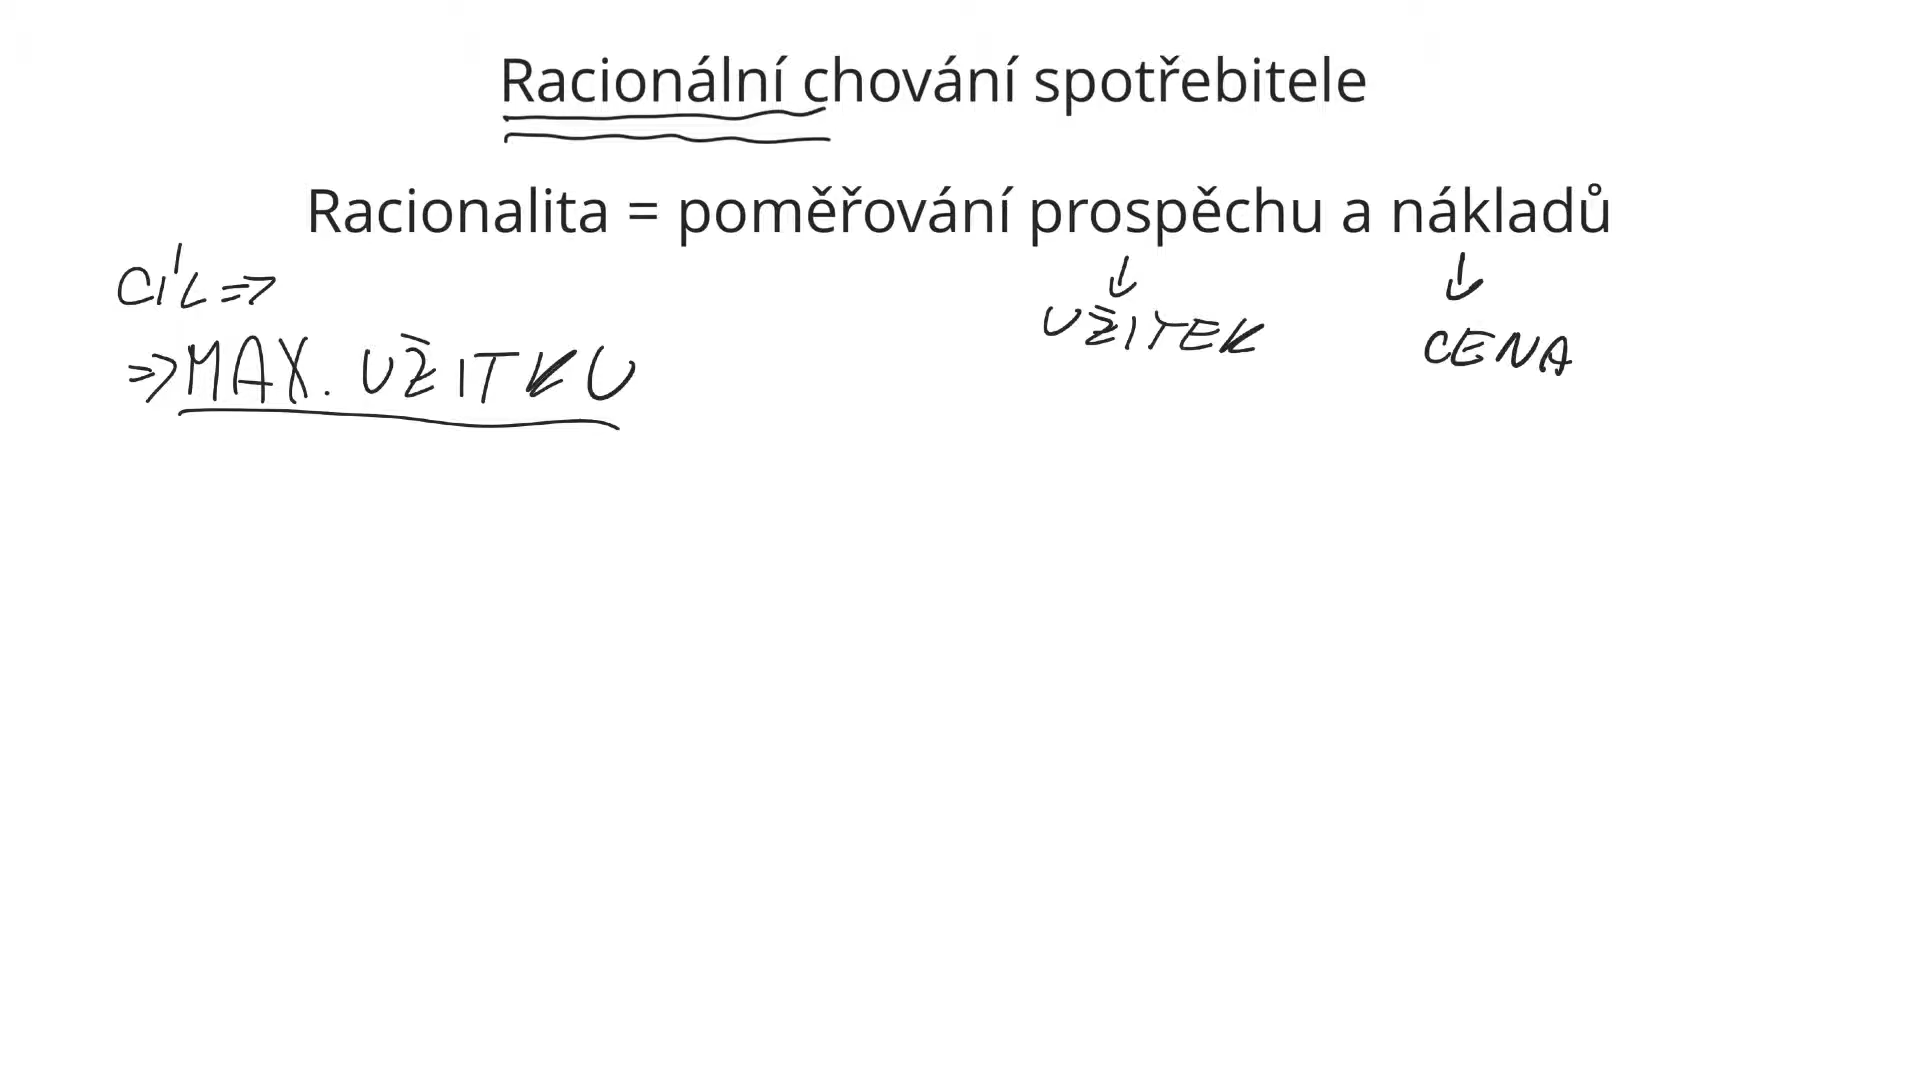 Racionální chování spotřebitele
Racionalita = poměřování prospěchu a nákladů
CÍL =>
=> MAX. UŽITKU
↓ ↓
UŽITEK CENA